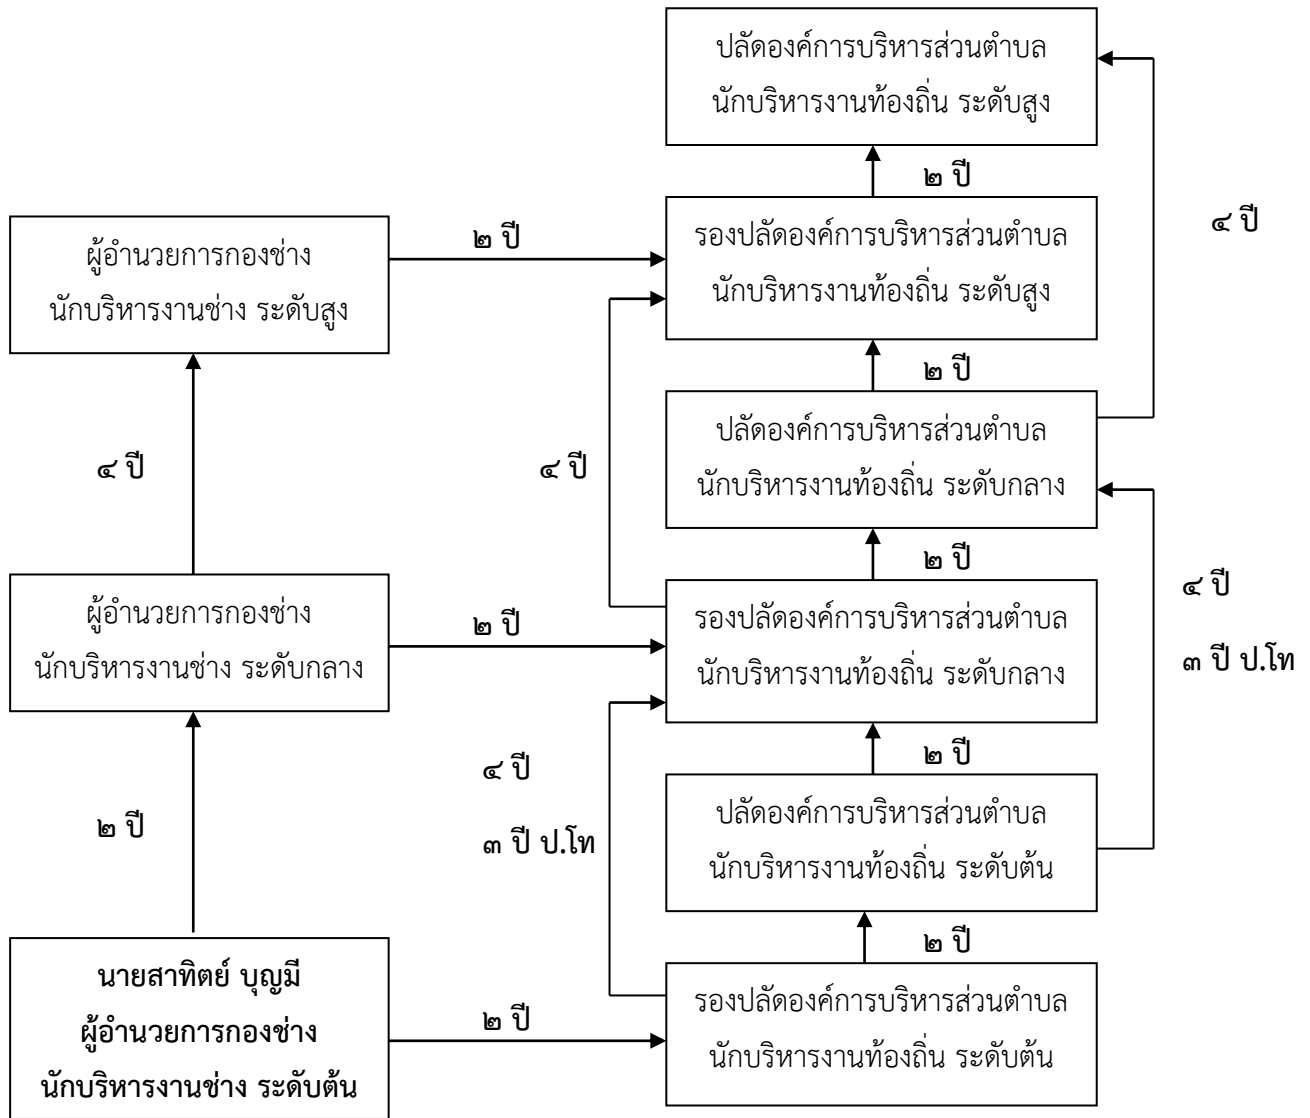 ปลัดองค์การบริหารส่วนตำบล
นักบริหารงานท้องถิ่น ระดับสูง
๒ ปี
๔ ปี
ผู้อำนวยการกองช่าง
นักบริหารงานช่าง ระดับสูง
๒ ปี
รองปลัดองค์การบริหารส่วนตำบล
นักบริหารงานท้องถิ่น ระดับสูง
๒ ปี
๔ ปี
๔ ปี
ปลัดองค์การบริหารส่วนตำบล
นักบริหารงานท้องถิ่น ระดับกลาง
๒ ปี
๔ ปี
๓ ปี ป.โท
ผู้อำนวยการกองช่าง
นักบริหารงานช่าง ระดับกลาง
๒ ปี
รองปลัดองค์การบริหารส่วนตำบล
นักบริหารงานท้องถิ่น ระดับกลาง
๒ ปี
๒ ปี
๔ ปี
๓ ปี ป.โท
ปลัดองค์การบริหารส่วนตำบล
นักบริหารงานท้องถิ่น ระดับต้น
๒ ปี
นายสาทิตย์ บุญมี
ผู้อำนวยการกองช่าง
นักบริหารงานช่าง ระดับต้น
๒ ปี
รองปลัดองค์การบริหารส่วนตำบล
นักบริหารงานท้องถิ่น ระดับต้น